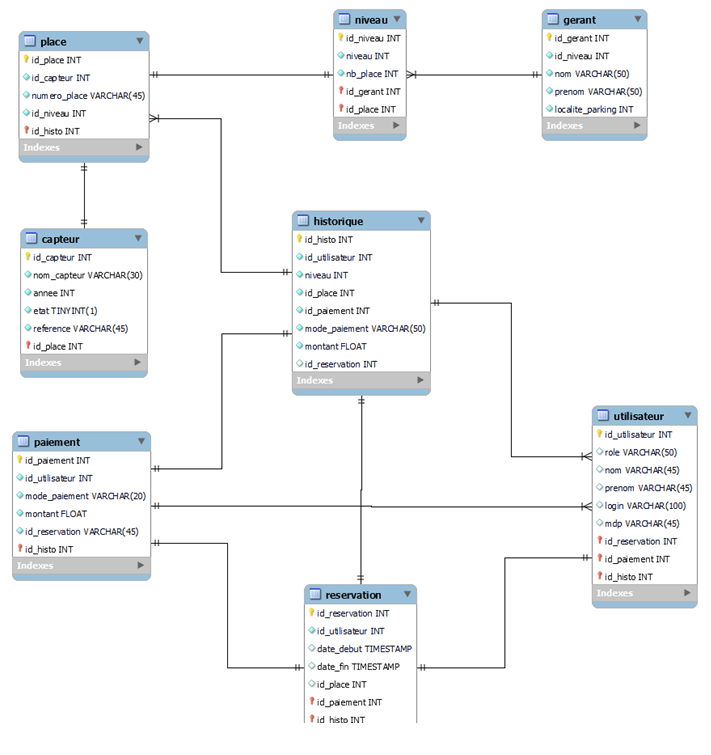 place
id_place INT
id_capteur INT
numero_place VARCHAR(45)
id_niveau INT
id_histo INT
Indexes
niveau
id_niveau INT
niveau INT
nb_place INT
id_gerant INT
id_place INT
Indexes
gerant
id_gerant INT
id_niveau INT
nom VARCHAR(50)
prenom VARCHAR(50)
localite_parking INT
Indexes
capteur
id_capteur INT
nom_capteur VARCHAR(30)
annee INT
etat TINYINT(1)
reference VARCHAR(45)
id_place INT
Indexes
historique
id_histo INT
id_utilisateur INT
niveau INT
id_place INT
id_paiement INT
mode_paiement VARCHAR(50)
montant FLOAT
id_reservation INT
Indexes
paiement
id_paiement INT
id_utilisateur INT
mode_paiement VARCHAR(20)
montant FLOAT
id_reservation VARCHAR(45)
id_histo INT
Indexes
utilisateur
id_utilisateur INT
role VARCHAR(50)
nom VARCHAR(45)
prenom VARCHAR(45)
login VARCHAR(100)
mdp VARCHAR(45)
id_reservation INT
id_paiement INT
id_histo INT
Indexes
reservation
id_reservation INT
id_utilisateur INT
date_debut TIMESTAMP
date_fin TIMESTAMP
id_place INT
id_paiement INT
id_histo INT